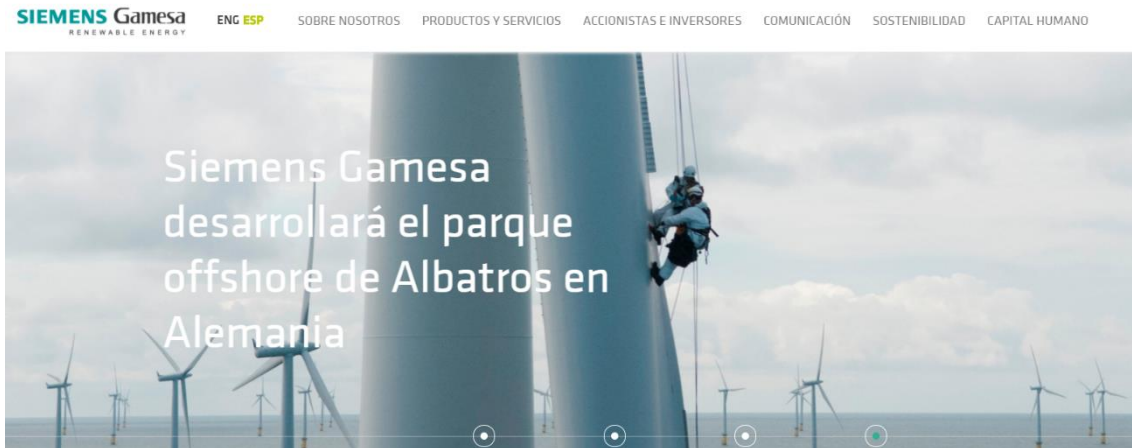 SIEMENS Gamesa
RENEWABLE ENERGY
ENG ESP
SOBRE NOSOTROS
PRODUCTOS Y SERVICIOS
ACCIONISTAS E INVERSORES
COMUNICACIÓN
SOSTENIBILIDAD
CAPITAL HUMANO
Siemens Gamesa
desarrollará el parque
offshore de Albatros en
Alemania